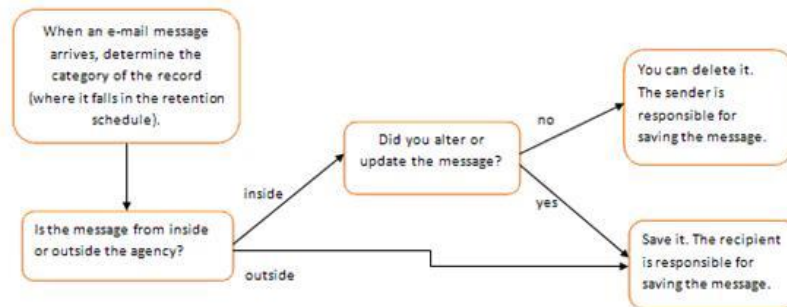 When an e-mail message
arrives, determine the
category of the record
(where it falls in the retention
schedule).
Is the message from inside
or outside the agency?
inside
outside
Did you alter or
update the message?
no
yes
You can delete it.
The sender is
responsible for
saving the message.
Save it. The recipient
is responsible for
saving the message.